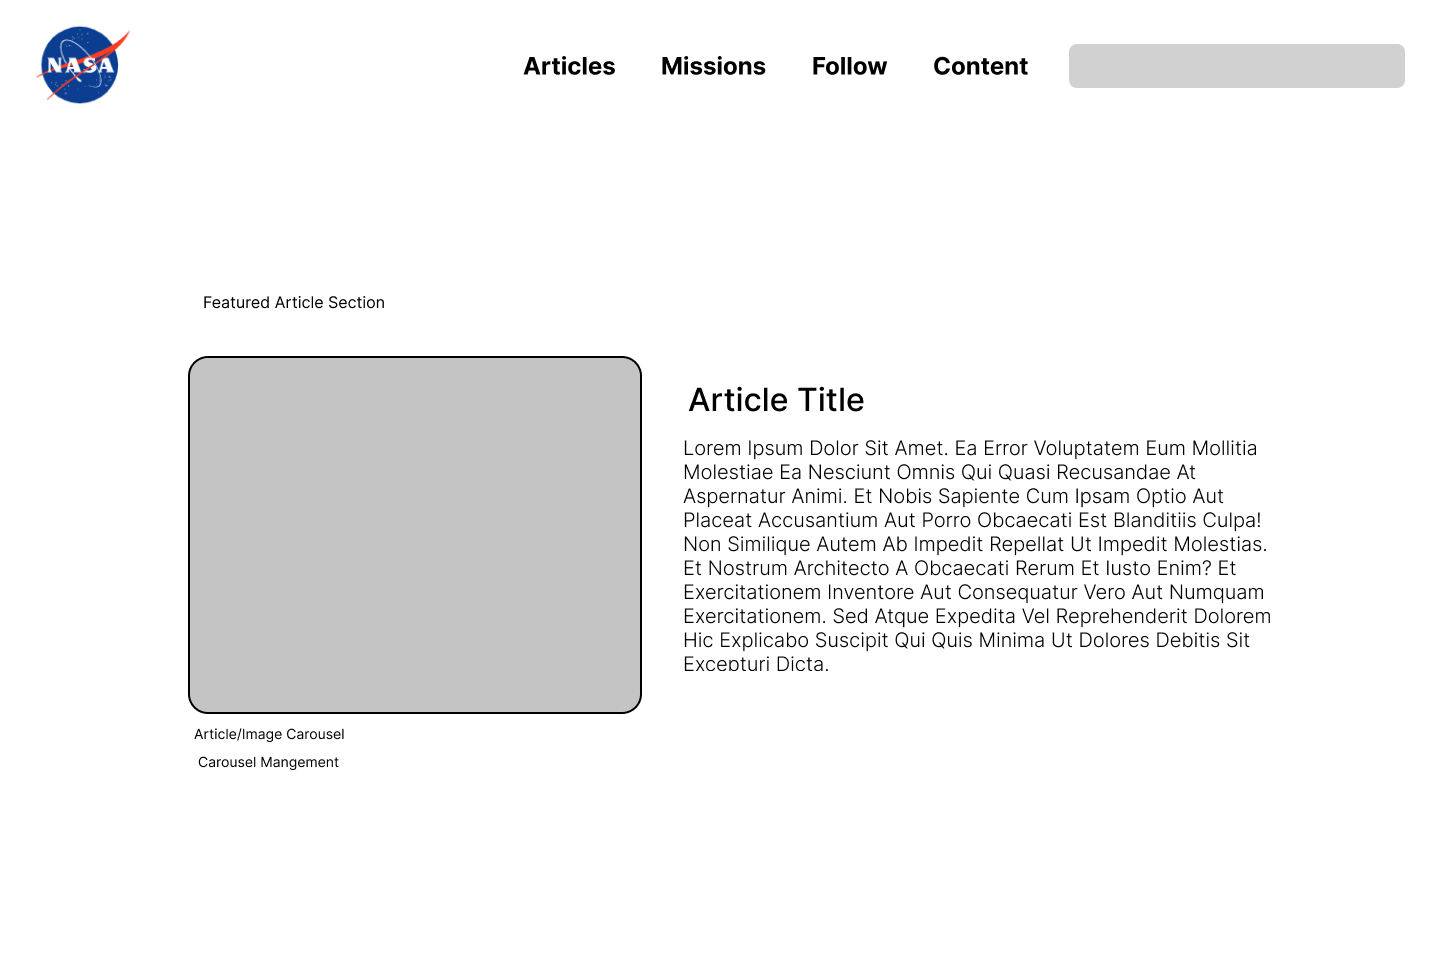 NASA
Articles Missions Follow Content
Featured Article Section
Article Title
Lorem Ipsum Dolor Sit Amet. Ea Error Voluptatem Eum Mollitia
Molestiae Ea Nesciunt Omnis Qui Quasi Recusandae At
Aspernatur Animi. Et Nobis Sapiente Cum Ipsam Optio Aut
Placeat Accusantium Aut Porro Obcaecati Est Blanditiis Culpa!
Non Similique Autem Ab Impedit Repellat Ut Impedit Molestias.
Et Nostrum Architecto A Obcaecati Rerum Et Iusto Enim? Et
Exercitationem Inventore Aut Consequatur Vero Aut Numquam
Exercitationem. Sed Atque Expedita Vel Reprehenderit Dolorem
Hic Explicabo Suscipit Qui Quis Minima Ut Dolores Debitis Sit
Excepturi Dicta.
Article/Image Carousel
Carousel Mangement